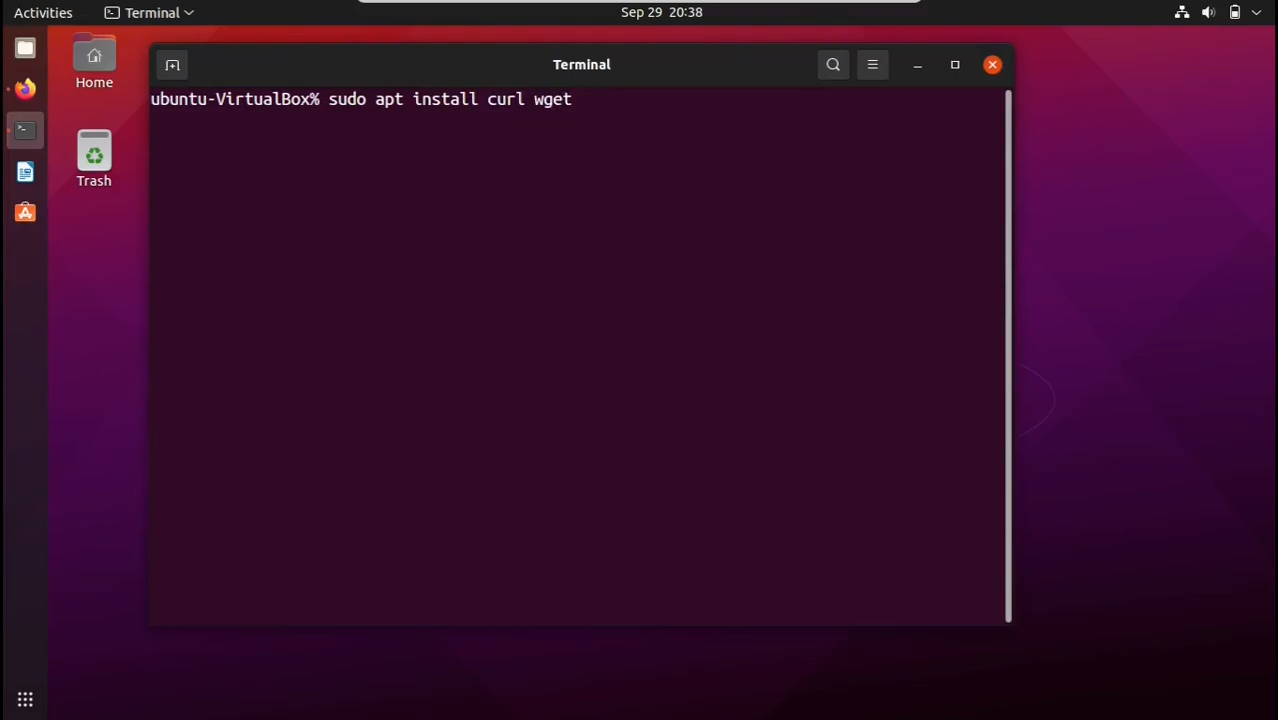 Activities Terminal Sep 29 20:38
Home
Trash
Terminal
ubuntu-VirtualBox% sudo apt install curl wget